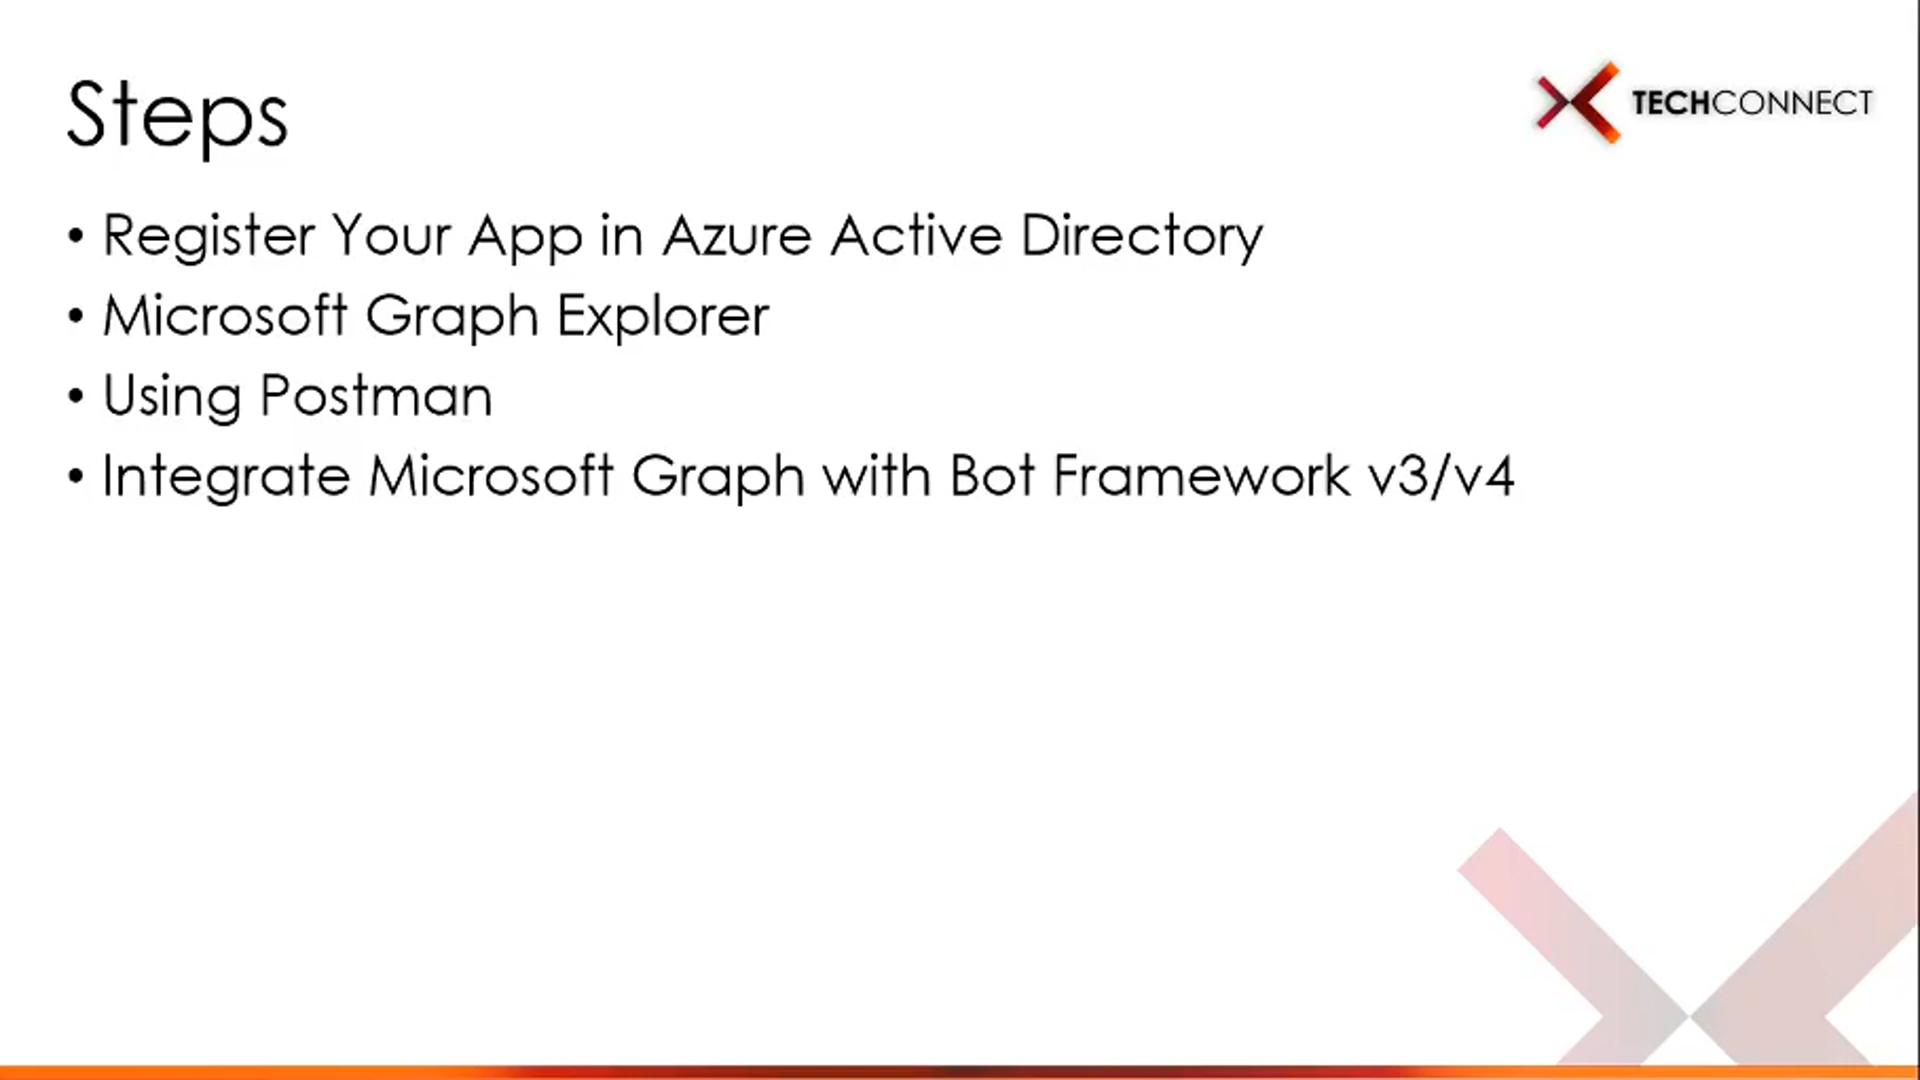 Steps
TECHCONNECT
• Register Your App in Azure Active Directory
• Microsoft Graph Explorer
• Using Postman
• Integrate Microsoft Graph with Bot Framework v3/v4